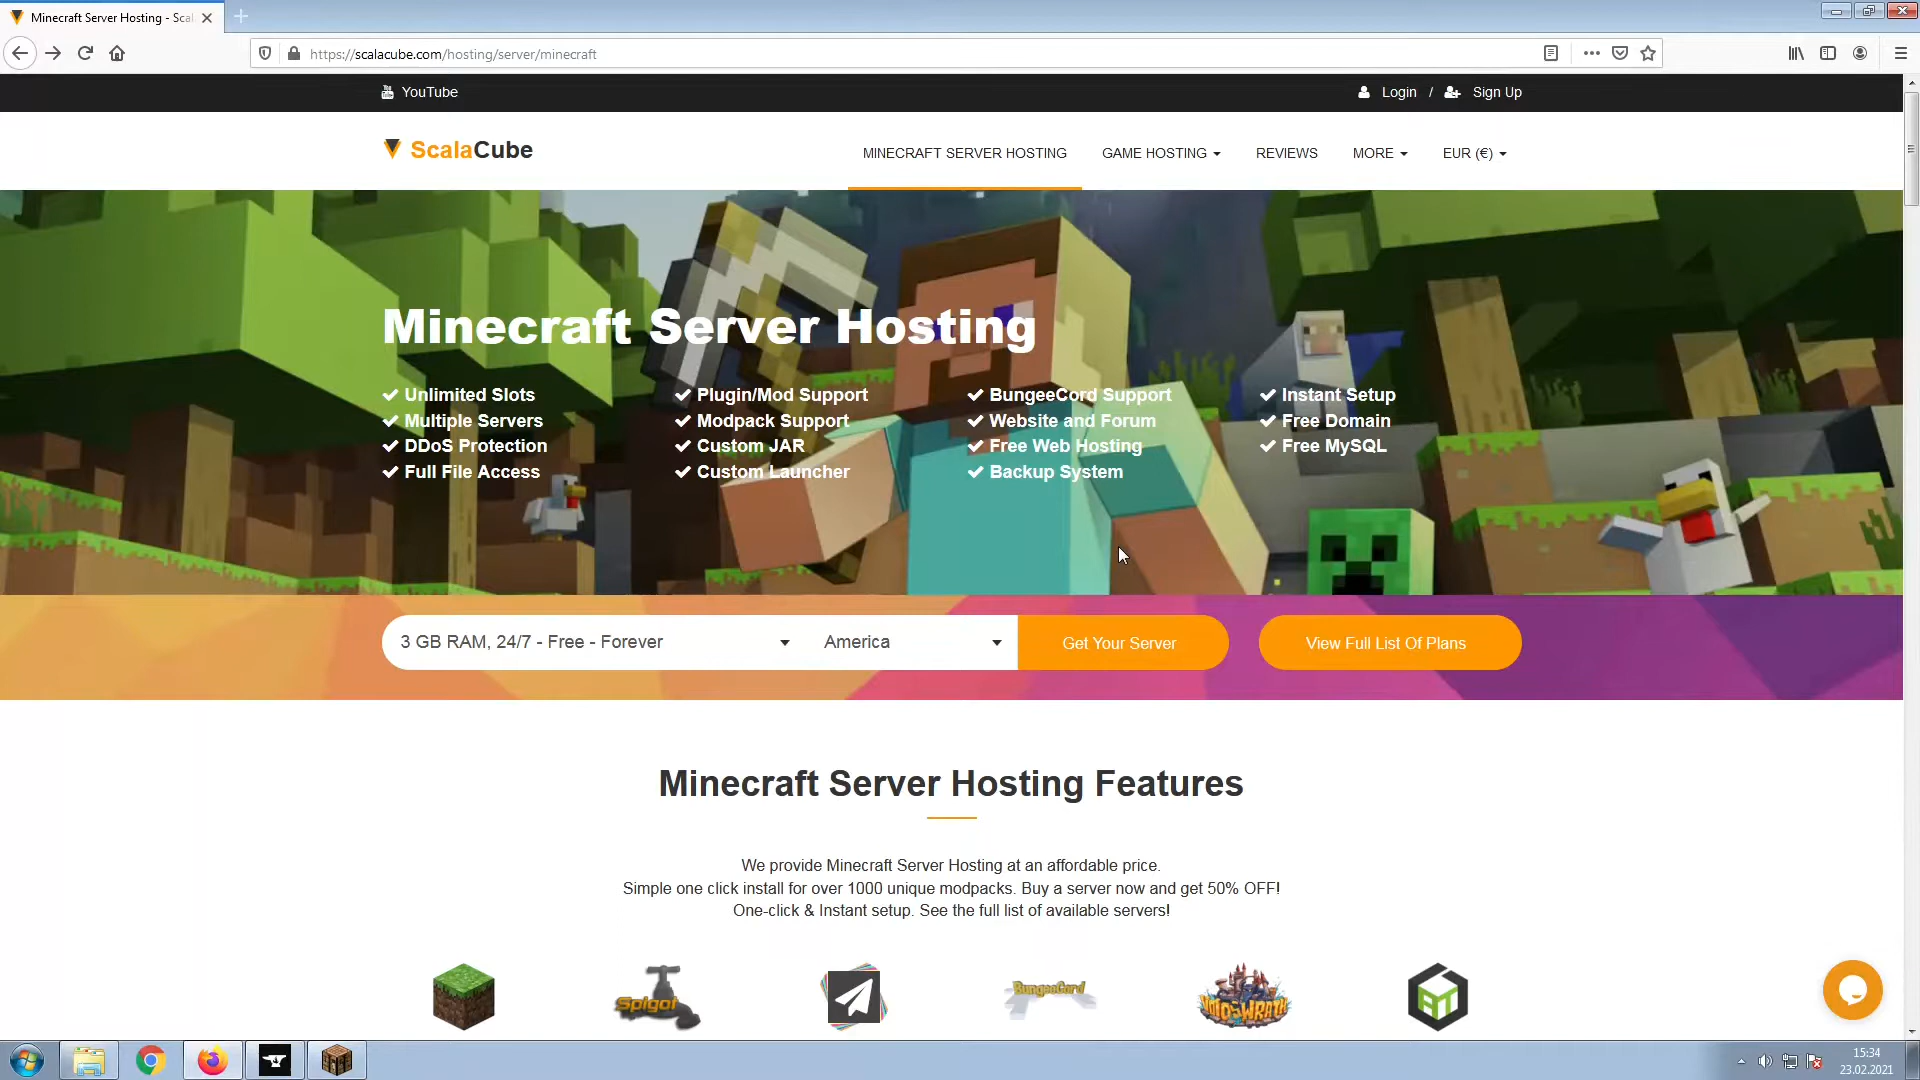 Minecraft Server Hosting - Scal
https://scalacube.com/hosting/server/minecraft
YouTube
Login / Sign Up
ScalaCube
MINECRAFT SERVER HOSTING GAME HOSTING REVIEWS MORE EUR (€)
Minecraft Server Hosting
Unlimited Slots Plugin/Mod Support BungeeCord Support Instant Setup
Multiple Servers Modpack Support Website and Forum Free Domain
DDoS Protection Custom JAR Free Web Hosting Free MySQL
Full File Access Custom Launcher Backup System
3 GB RAM, 24/7 - Free - Forever America Get Your Server View Full List Of Plans
Minecraft Server Hosting Features
We provide Minecraft Server Hosting at an affordable price.
Simple one click install for over 1000 unique modpacks. Buy a server now and get 50% OFF!
One-click & Instant setup. See the full list of available servers!
Spigot BungeeCord
15:34
23.02.2021